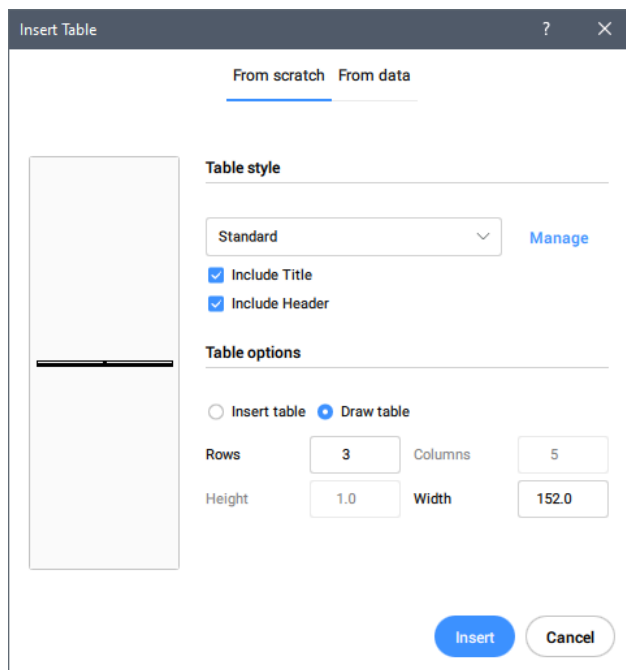 Insert Table ?
From scratch From data
Table style
Standard Manage
Include Title
Include Header
Table options
Insert table Draw table
Rows 3 Columns 5
Height 1.0 Width 152.0
Insert Cancel